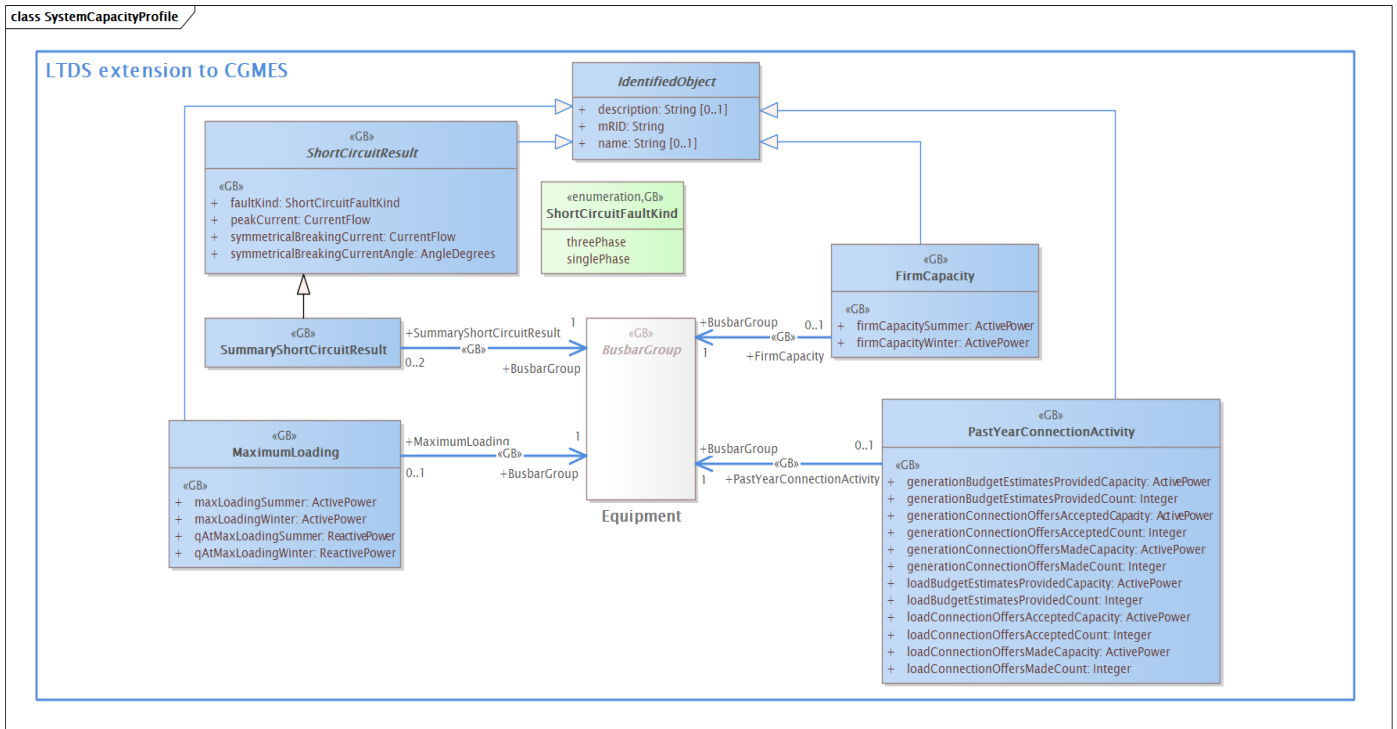 class SystemCapacityProfile
LTDS extension to CGMES
IdentifiedObject
+ description: String [0..1]
+ mRID: String
+ name: String [0..1]
«GB»
ShortCircuitResult
«GB»
+ faultKind: ShortCircuitFaultKind
+ peakCurrent: CurrentFlow
+ symmetricalBreakingCurrent: CurrentFlow
+ symmetricalBreakingCurrentAngle: AngleDegrees
«enumeration,GB»
ShortCircuitFaultKind
threePhase
singlePhase
«GB»
FirmCapacity
«GB»
+ firmCapacitySummer: ActivePower
+ firmCapacityWinter: ActivePower
«GB»
SummaryShortCircuitResult
+SummaryShortCircuitResult
1
«GB»
0..2
+BusbarGroup
«GB»
BusbarGroup
+BusbarGroup
0..1
«GB»
1
+FirmCapacity
«GB»
MaximumLoading
«GB»
+ maxLoadingSummer: ActivePower
+ maxLoadingWinter: ActivePower
+ qAtMaxLoadingSummer: ReactivePower
+ qAtMaxLoadingWinter: ReactivePower
+MaximumLoading
1
«GB»
0..1
+BusbarGroup
Equipment
+BusbarGroup
0..1
«GB»
1
+PastYearConnectionActivity
«GB»
PastYearConnectionActivity
«GB»
+ generationBudgetEstimatesProvidedCapacity: ActivePower
+ generationBudgetEstimatesProvidedCount: Integer
+ generationConnectionOffersAcceptedCapacity: ActivePower
+ generationConnectionOffersAcceptedCount: Integer
+ generationConnectionOffersMadeCapacity: ActivePower
+ generationConnectionOffersMadeCount: Integer
+ loadBudgetEstimatesProvidedCapacity: ActivePower
+ loadBudgetEstimatesProvidedCount: Integer
+ loadConnectionOffersAcceptedCapacity: ActivePower
+ loadConnectionOffersAcceptedCount: Integer
+ loadConnectionOffersMadeCapacity: ActivePower
+ loadConnectionOffersMadeCount: Integer